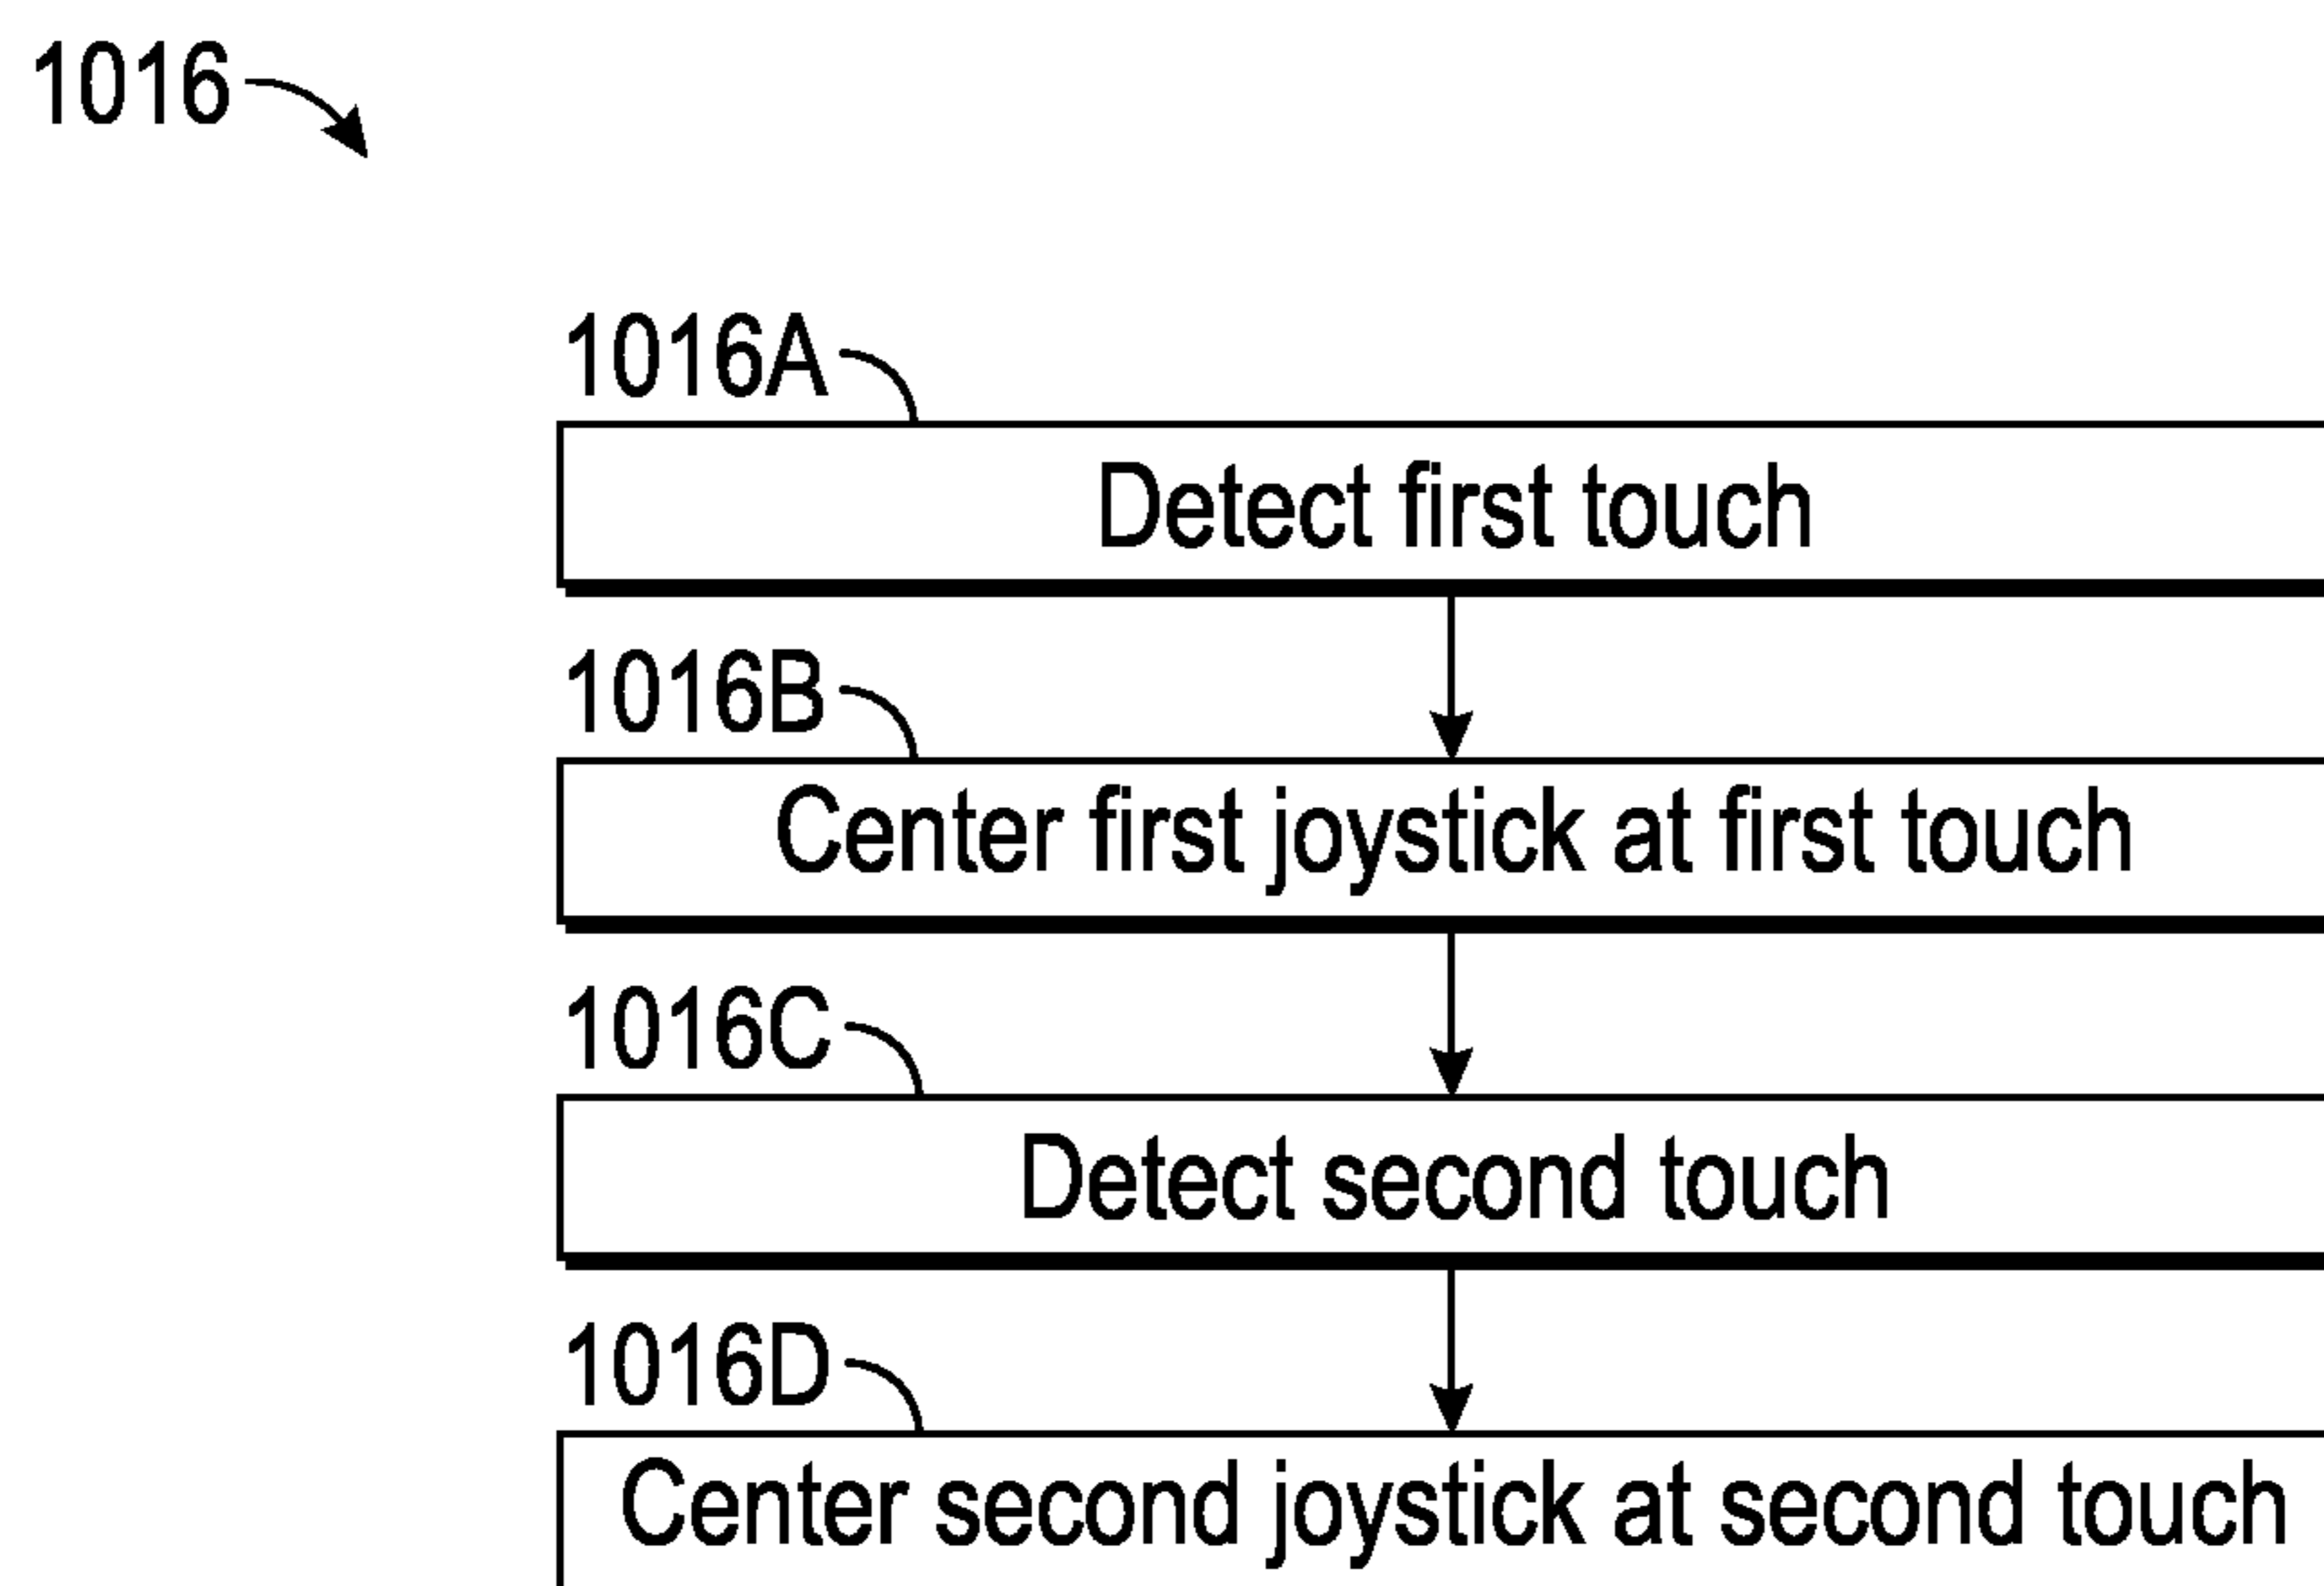 1016
1016A
Detect first touch
1016B
Center first joystick at first touch
1016C
Detect second touch
1016D
Center second joystick at second touch